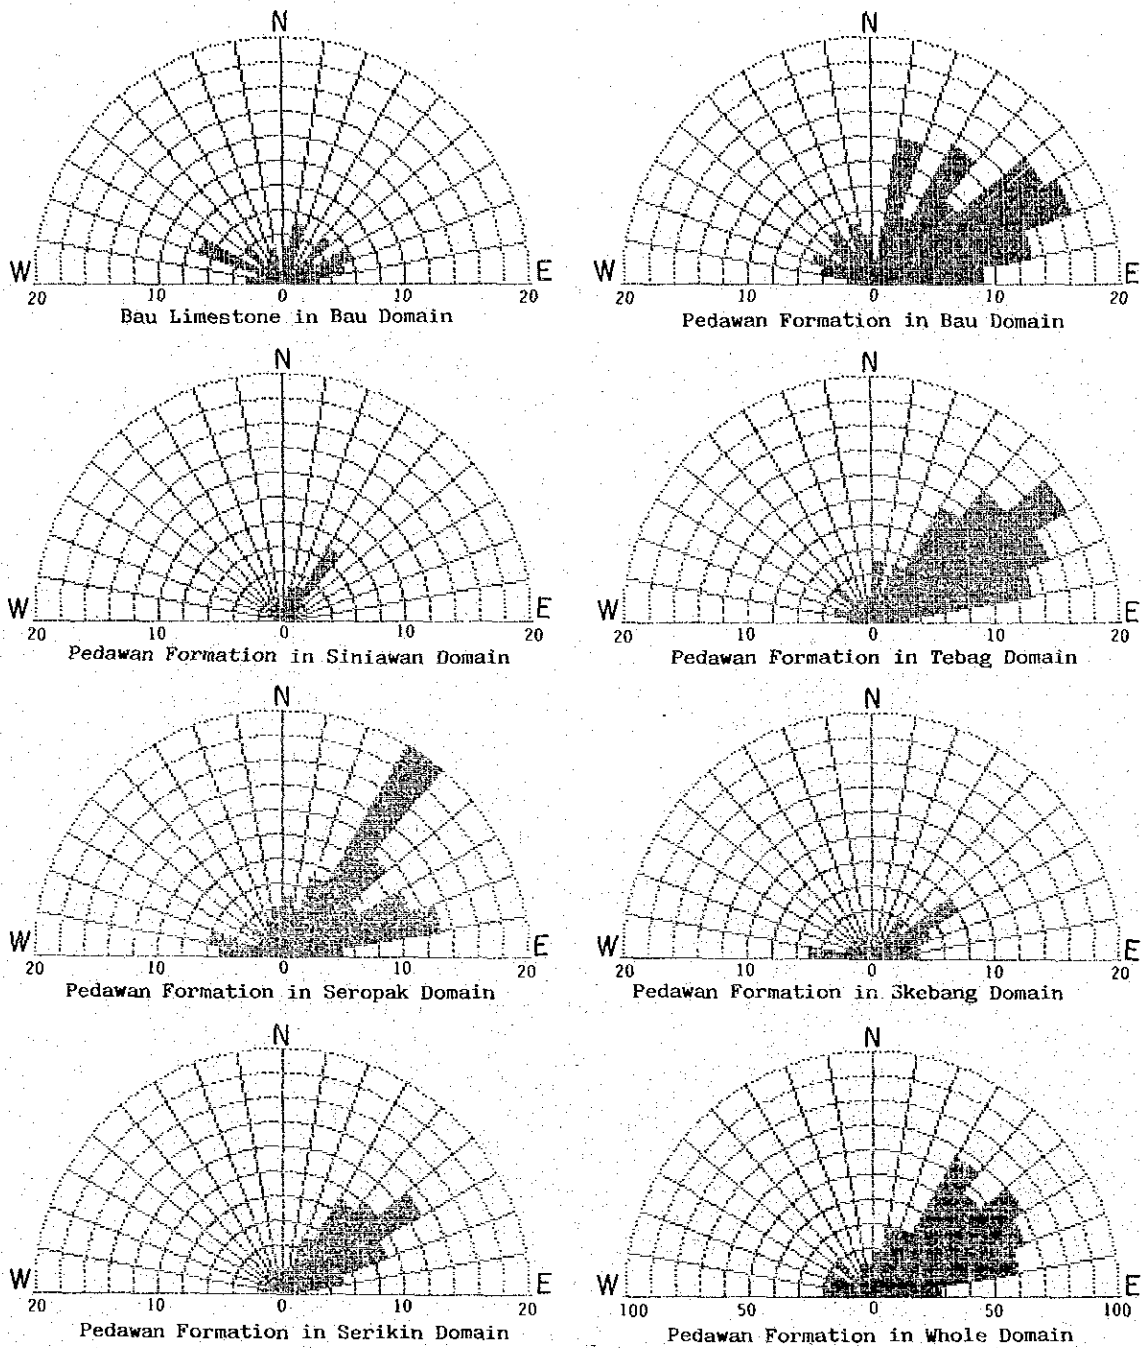 N N
W E W E
20 10 0 10 20 20 10 0 10 20
Bau Limestone in Bau Domain Pedawan Formation in Bau Domain
N N
W E W E
20 10 0 10 20 20 10 0 10 20
Pedawan Formation in Siniawan Domain Pedawan Formation in Tebag Domain
N N
W E W E
20 10 0 10 20 20 10 0 10 20
Pedawan Formation in Seropak Domain Pedawan Formation in Skebang Domain
N N
W E W E
20 10 0 10 20 100 50 0 50 100
Pedawan Formation in Serikin Domain Pedawan Formation in Whole Domain